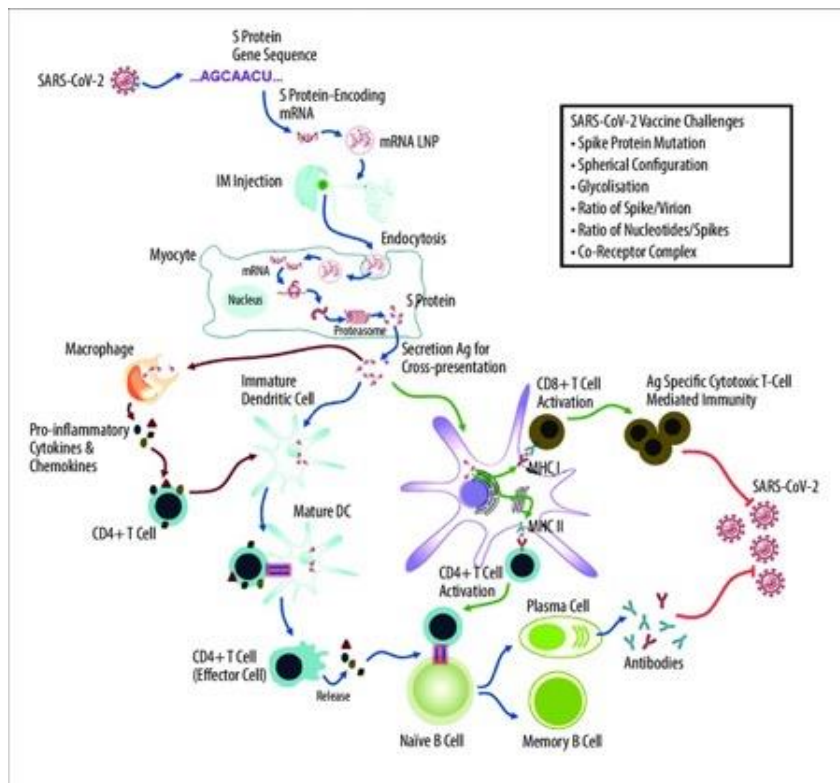 S Protein
Gene Sequence
SARS-CoV-2
...AGCAACU...
S Protein-Encoding
mRNA
mRNA LNP
IM Injection
SARS-CoV-2 Vaccine Challenges
• Spike Protein Mutation
• Spherical Configuration
• Glycolisation
• Ratio of Spike/Virion
• Ratio of Nucleotides/Spikes
• Co-Receptor Complex
Endocytosis
Myocyte
mRNA
Nucleus
S Protein
Proteasome
Macrophage
Secretion Ag for
Cross-presentation
Immature
Dendritic Cell
CD8+ T Cell
Activation
Ag Specific Cytotoxic T-Cell
Mediated Immunity
Pro-inflammatory
Cytokines &
Chemokines
MHC I
SARS-CoV-2
CD4+ T Cell
Mature DC
MHC II
CD4+ T Cell
Activation
Plasma Cell
Antibodies
CD4+ T Cell
(Effector Cell)
Release
Naïve B Cell
Memory B Cell